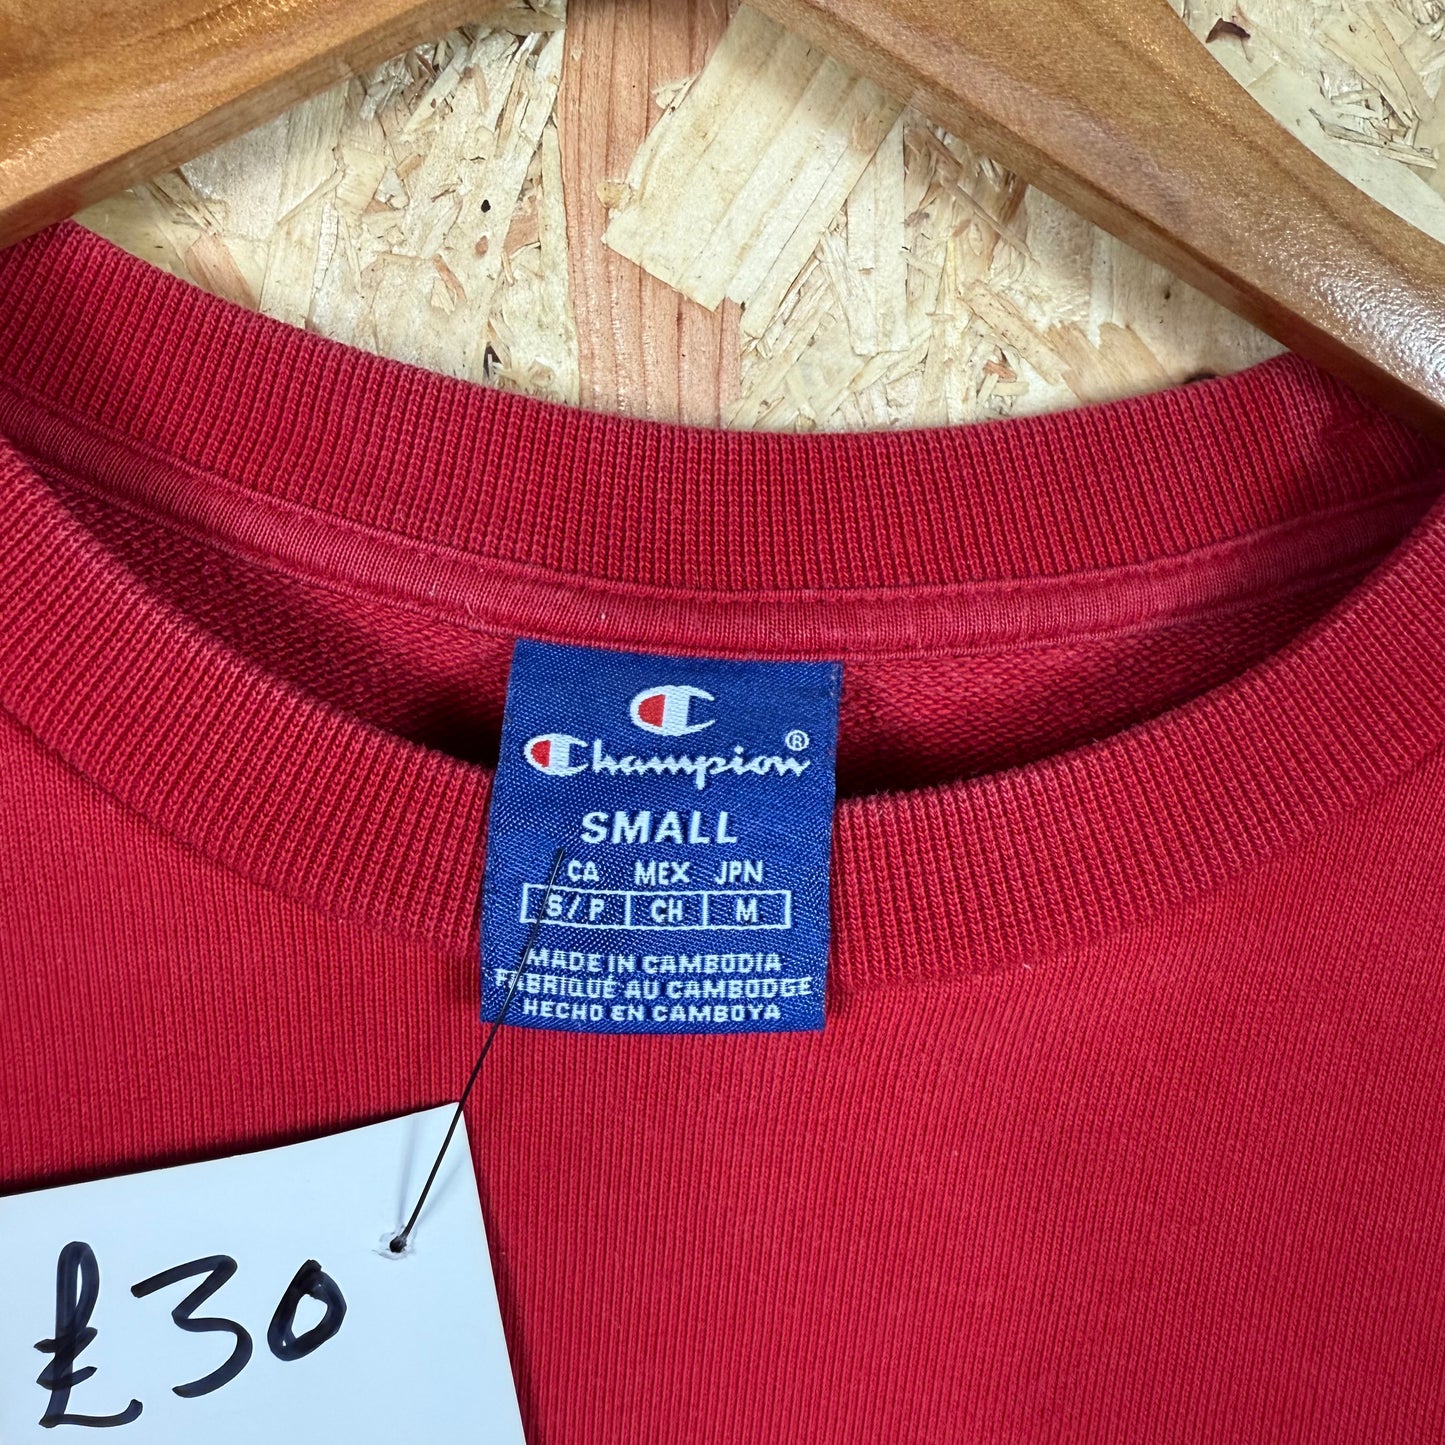 Champion®
SMALL
CA MEX JPN
S/P CH M
MADE IN CAMBODIA
FABRIQUÉ AU CAMBODGE
HECHO EN CAMBOYA
£30